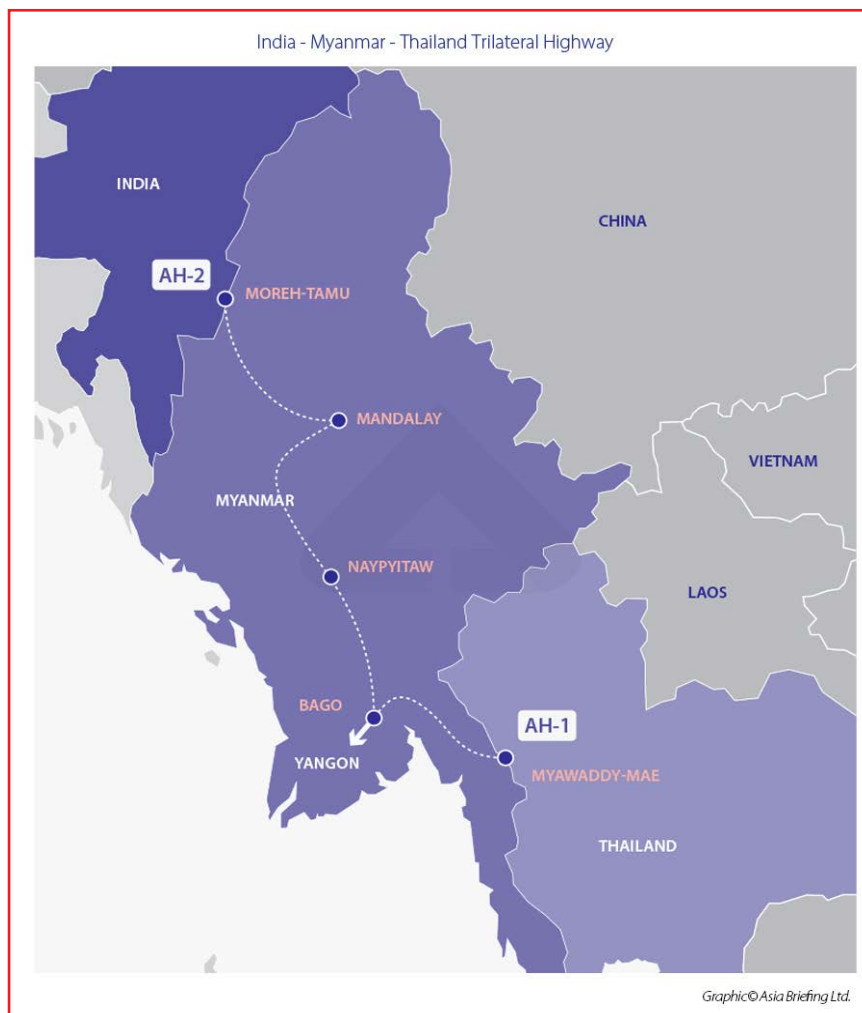 India - Myanmar - Thailand Trilateral Highway
INDIA
CHINA
AH-2
MOREH-TAMU
MANDALAY
VIETNAM
MYANMAR
NAYPYITAW
LAOS
BAGO
AH-1
YANGON
MYAWADDY-MAE
THAILAND
Graphic© Asia Briefing Ltd.